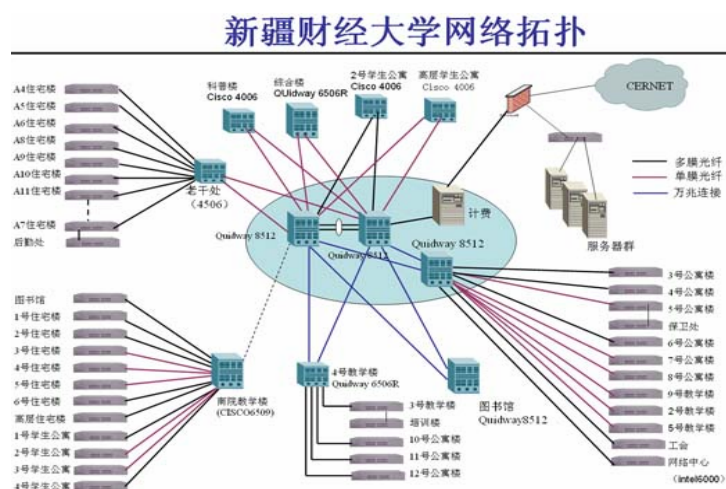 新疆财经大学网络拓扑
科普楼
Cisco 4006
综合楼
QUidway 6506R
2号学生公寓
Cisco 4006
高层学生公寓
Cisco 4006
CERNET
A4住宅楼
A5住宅楼
A6住宅楼
A8住宅楼
A9住宅楼
A10住宅楼
A11住宅楼
A7住宅楼
后勤处
老干处
(4506)
多膜光纤
单膜光纤
万兆连接
服务器群
计费
Quidway 8512
Quidway 8512
Quidway 8512
图书馆
1号住宅楼
2号住宅楼
3号住宅楼
4号住宅楼
5号住宅楼
6号住宅楼
高层住宅楼
1号学生公寓
2号学生公寓
3号学生公寓
4号学生公寓
南院教学楼
(CISCO6509)
4号教学楼
Quidway 6506R
3号教学楼
培训楼
10号公寓楼
11号公寓楼
12号公寓楼
图书馆
Quidway8512
3号公寓楼
4号公寓楼
5号公寓楼
保卫处
6号公寓楼
7号公寓楼
8号公寓楼
9号教学楼
2号教学楼
5号教学楼
工会
网络中心
(intel6000)